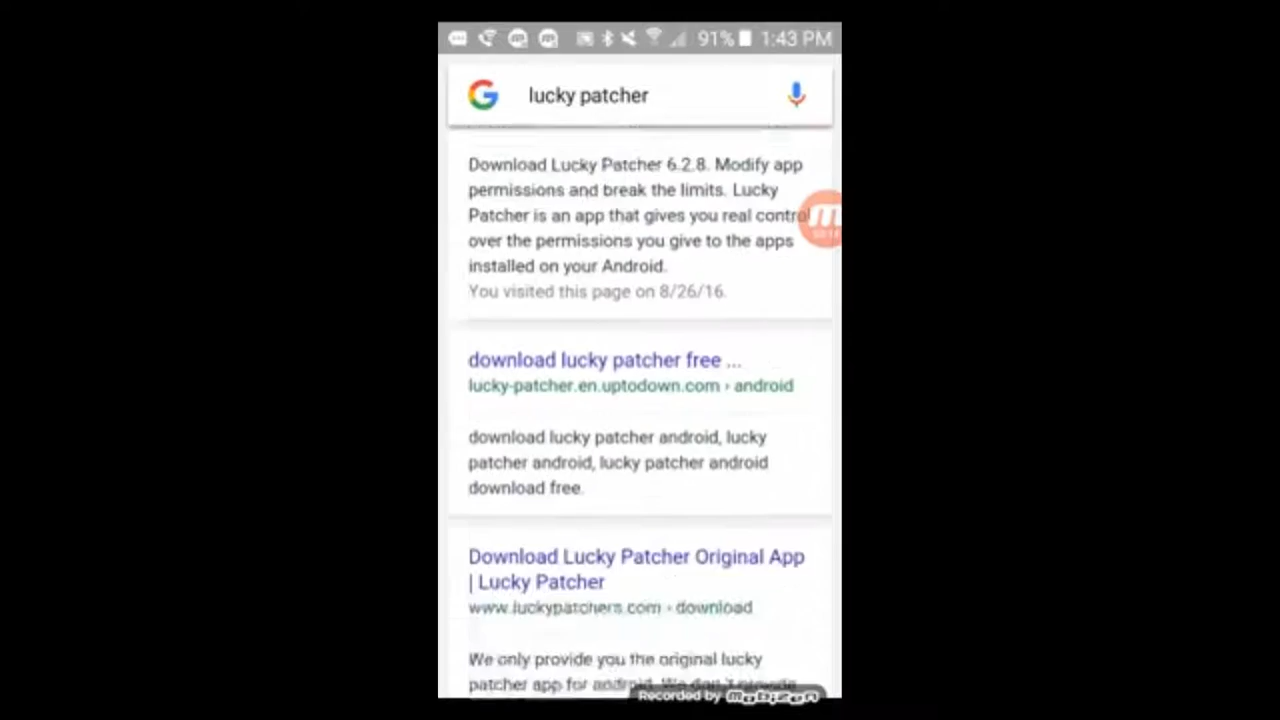 91% 1:43 PM
lucky patcher
Download Lucky Patcher 6.2.8. Modify app
permissions and break the limits. Lucky
Patcher is an app that gives you real control
over the permissions you give to the apps
installed on your Android.
You visited this page on 8/26/16.
download lucky patcher free ...
lucky-patcher.en.uptodown.com › android
download lucky patcher android, lucky
patcher android, lucky patcher android
download free.
Download Lucky Patcher Original App
| Lucky Patcher
www.luckypatchers.com › download
We only provide you the original lucky
patcher app for android. We don't provide
Recorded by mobizen